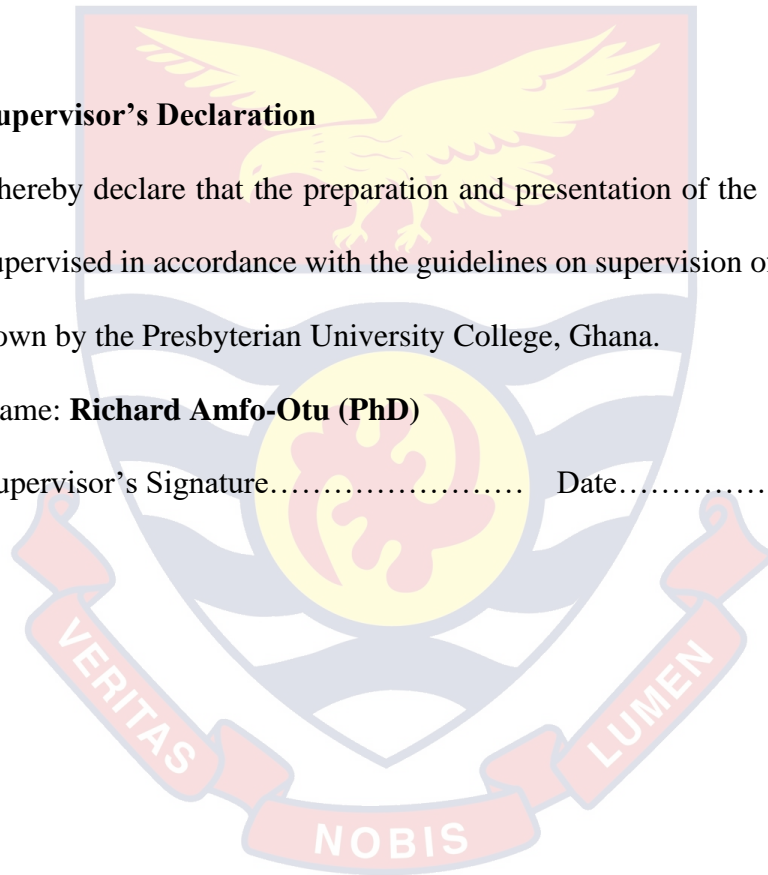 upervisor’s Declaration
hereby declare that the preparation and presentation of the
upervised in accordance with the guidelines on supervision o
own by the Presbyterian University College, Ghana.
ame: Richard Amfo-Otu (PhD)
upervisor’s Signature…………………… Date……………
VERITAS
NOBIS
LUMEN